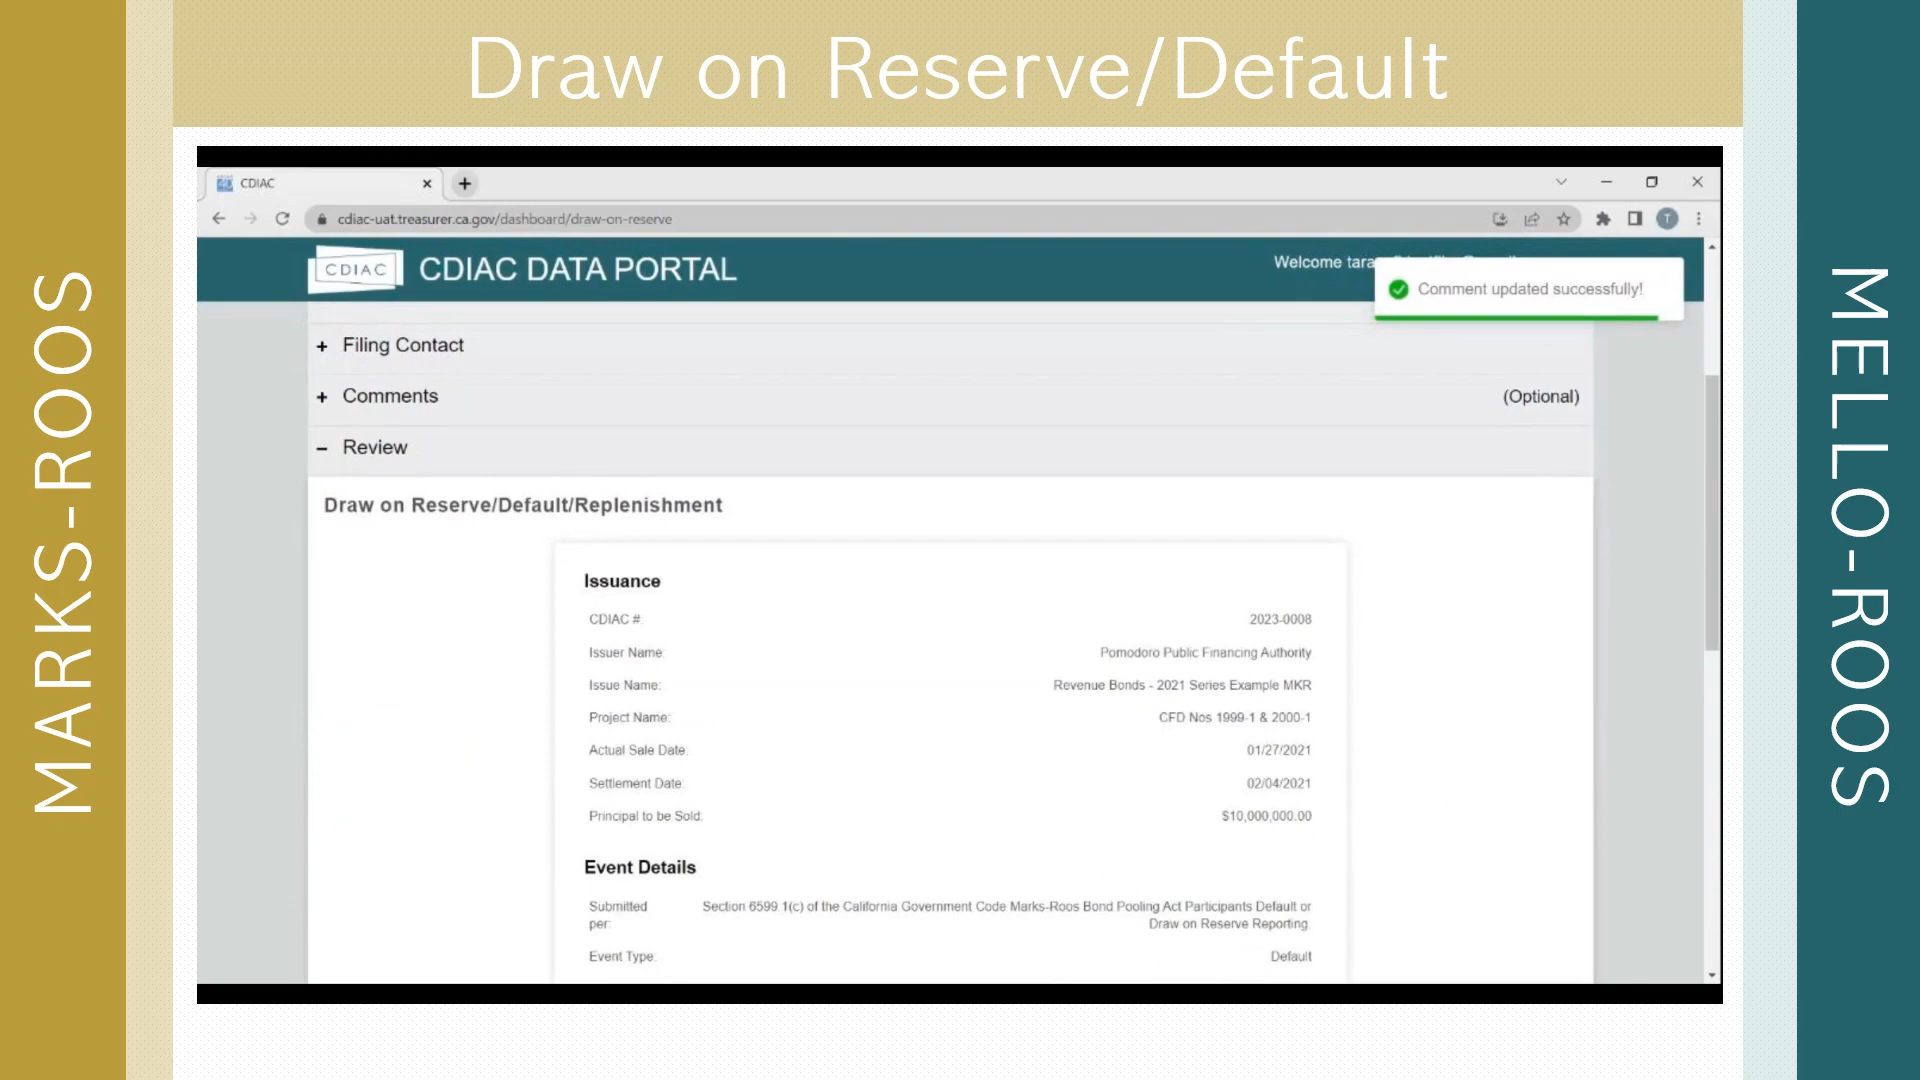 Draw on Reserve/Default
MARKS-ROOS
CDIAC
cdiac-uat.treasurer.ca.gov/dashboard/draw-on-reserve
T
CDIAC
CDIAC DATA PORTAL
Welcome tara
Comment updated successfully!
+ Filing Contact
+ Comments (Optional)
− Review
Draw on Reserve/Default/Replenishment
Issuance
CDIAC #: 2023-0008
Issuer Name: Pomodoro Public Financing Authority
Issue Name: Revenue Bonds - 2021 Series Example MKR
Project Name: CFD Nos 1999-1 & 2000-1
Actual Sale Date: 01/27/2021
Settlement Date: 02/04/2021
Principal to be Sold: $10,000,000.00
Event Details
Submitted Section 6599.1(c) of the California Government Code Marks-Roos Bond Pooling Act Participants Default or
per: Draw on Reserve Reporting.
Event Type: Default
MELLO-ROOS